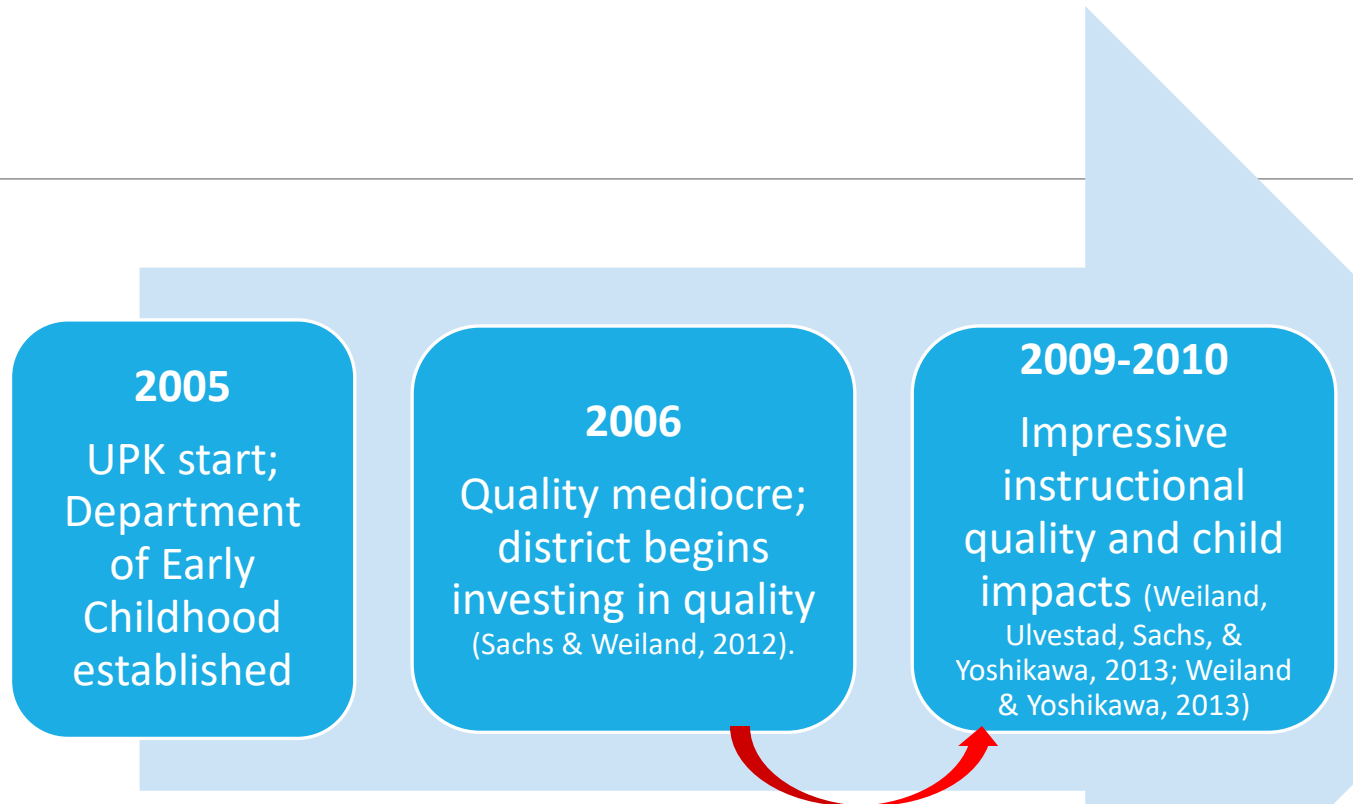 2005
UPK start;
Department
of Early
Childhood
established
2006
Quality mediocre;
district begins
investing in quality
(Sachs & Weiland, 2012).
2009-2010
Impressive
instructional
quality and child
impacts (Weiland,
Ulvestad, Sachs, &
Yoshikawa, 2013; Weiland
& Yoshikawa, 2013)